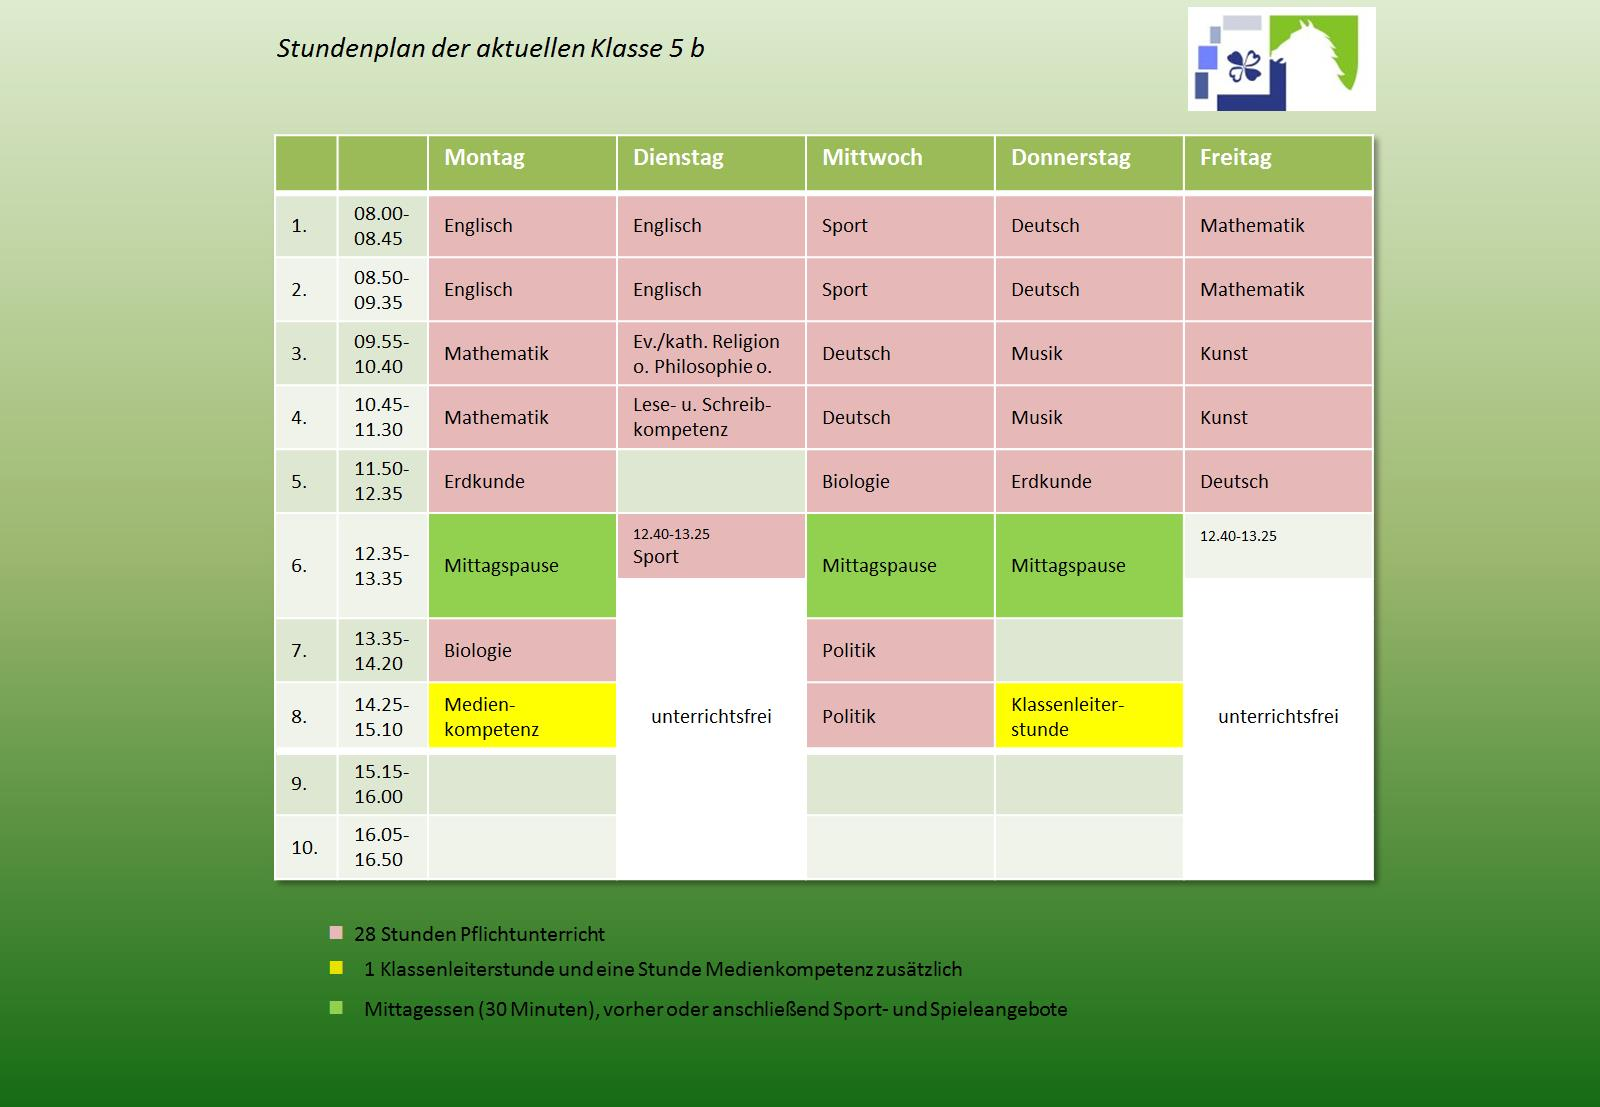 Stundenplan der aktuellen Klasse 5 b
Montag Dienstag Mittwoch Donnerstag Freitag
1. 08.00-08.45 Englisch Englisch Sport Deutsch Mathematik
2. 08.50-09.35 Englisch Englisch Sport Deutsch Mathematik
3. 09.55-10.40 Mathematik Ev./kath. Religion o. Philosophie o. Deutsch Musik Kunst
4. 10.45-11.30 Mathematik Lese- u. Schreib-kompetenz Deutsch Musik Kunst
5. 11.50-12.35 Erdkunde Biologie Erdkunde Deutsch
6. 12.35-13.35 Mittagspause 12.40-13.25 Sport Mittagspause Mittagspause 12.40-13.25
7. 13.35-14.20 Biologie Politik
8. 14.25-15.10 Medien-kompetenz unterrichtsfrei Politik Klassenleiter-stunde unterrichtsfrei
9. 15.15-16.00
10. 16.05-16.50
28 Stunden Pflichtunterricht
1 Klassenleiterstunde und eine Stunde Medienkompetenz zusätzlich
Mittagessen (30 Minuten), vorher oder anschließend Sport- und Spieleangebote